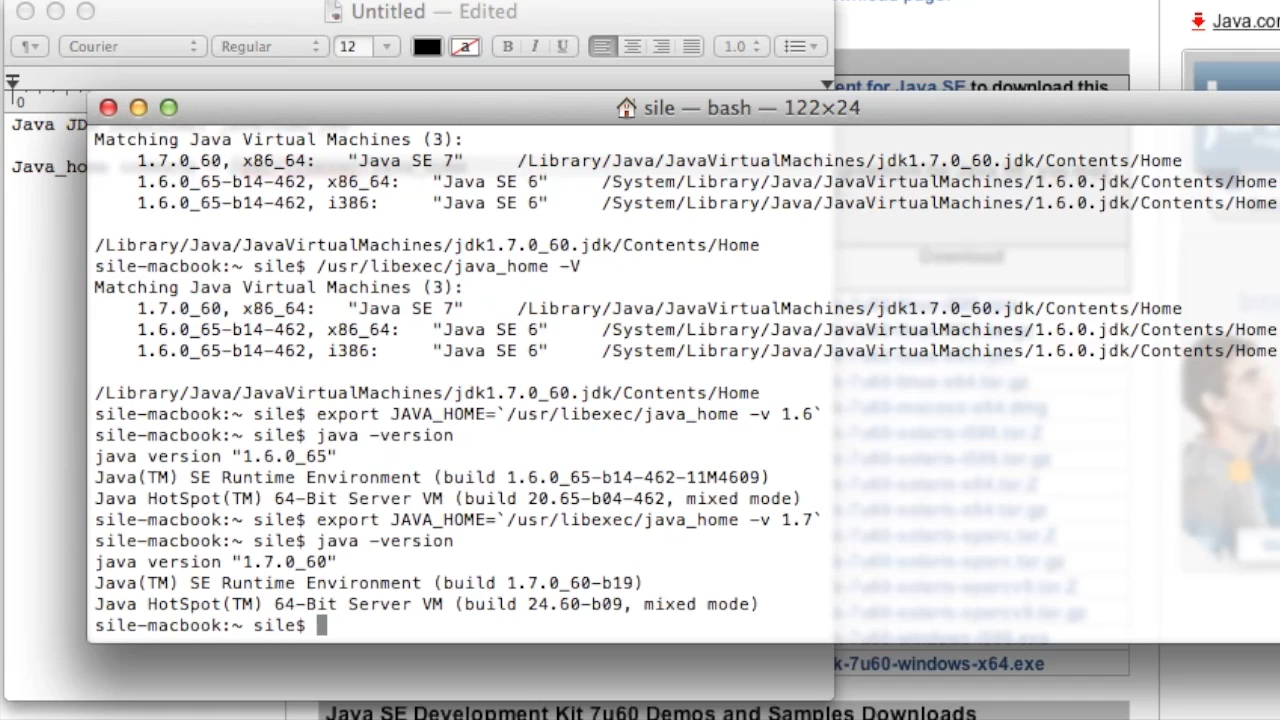 wnload page.
Untitled — Edited
Java.com
Courier
Regular
12
a
B I U
1.0
0
ent for Java SE to download this
sile — bash — 122×24
Java JD
Java_ho
Matching Java Virtual Machines (3):
1.7.0_60, x86_64: "Java SE 7" /Library/Java/JavaVirtualMachines/jdk1.7.0_60.jdk/Contents/Home
1.6.0_65-b14-462, x86_64: "Java SE 6" /System/Library/Java/JavaVirtualMachines/1.6.0.jdk/Contents/Home
1.6.0_65-b14-462, i386: "Java SE 6" /System/Library/Java/JavaVirtualMachines/1.6.0.jdk/Contents/Home
/Library/Java/JavaVirtualMachines/jdk1.7.0_60.jdk/Contents/Home
sile-macbook:~ sile$ /usr/libexec/java_home -V
Matching Java Virtual Machines (3):
1.7.0_60, x86_64: "Java SE 7" /Library/Java/JavaVirtualMachines/jdk1.7.0_60.jdk/Contents/Home
1.6.0_65-b14-462, x86_64: "Java SE 6" /System/Library/Java/JavaVirtualMachines/1.6.0.jdk/Contents/Home
1.6.0_65-b14-462, i386: "Java SE 6" /System/Library/Java/JavaVirtualMachines/1.6.0.jdk/Contents/Home
/Library/Java/JavaVirtualMachines/jdk1.7.0_60.jdk/Contents/Home
sile-macbook:~ sile$ export JAVA_HOME=`/usr/libexec/java_home -v 1.6`
sile-macbook:~ sile$ java -version
java version "1.6.0_65"
Java(TM) SE Runtime Environment (build 1.6.0_65-b14-462-11M4609)
Java HotSpot(TM) 64-Bit Server VM (build 20.65-b04-462, mixed mode)
sile-macbook:~ sile$ export JAVA_HOME=`/usr/libexec/java_home -v 1.7`
sile-macbook:~ sile$ java -version
java version "1.7.0_60"
Java(TM) SE Runtime Environment (build 1.7.0_60-b19)
Java HotSpot(TM) 64-Bit Server VM (build 24.60-b09, mixed mode)
sile-macbook:~ sile$
Download
k-7u60-windows-x64.exe
Java SE Development Kit 7u60 Demos and Samples Downloads